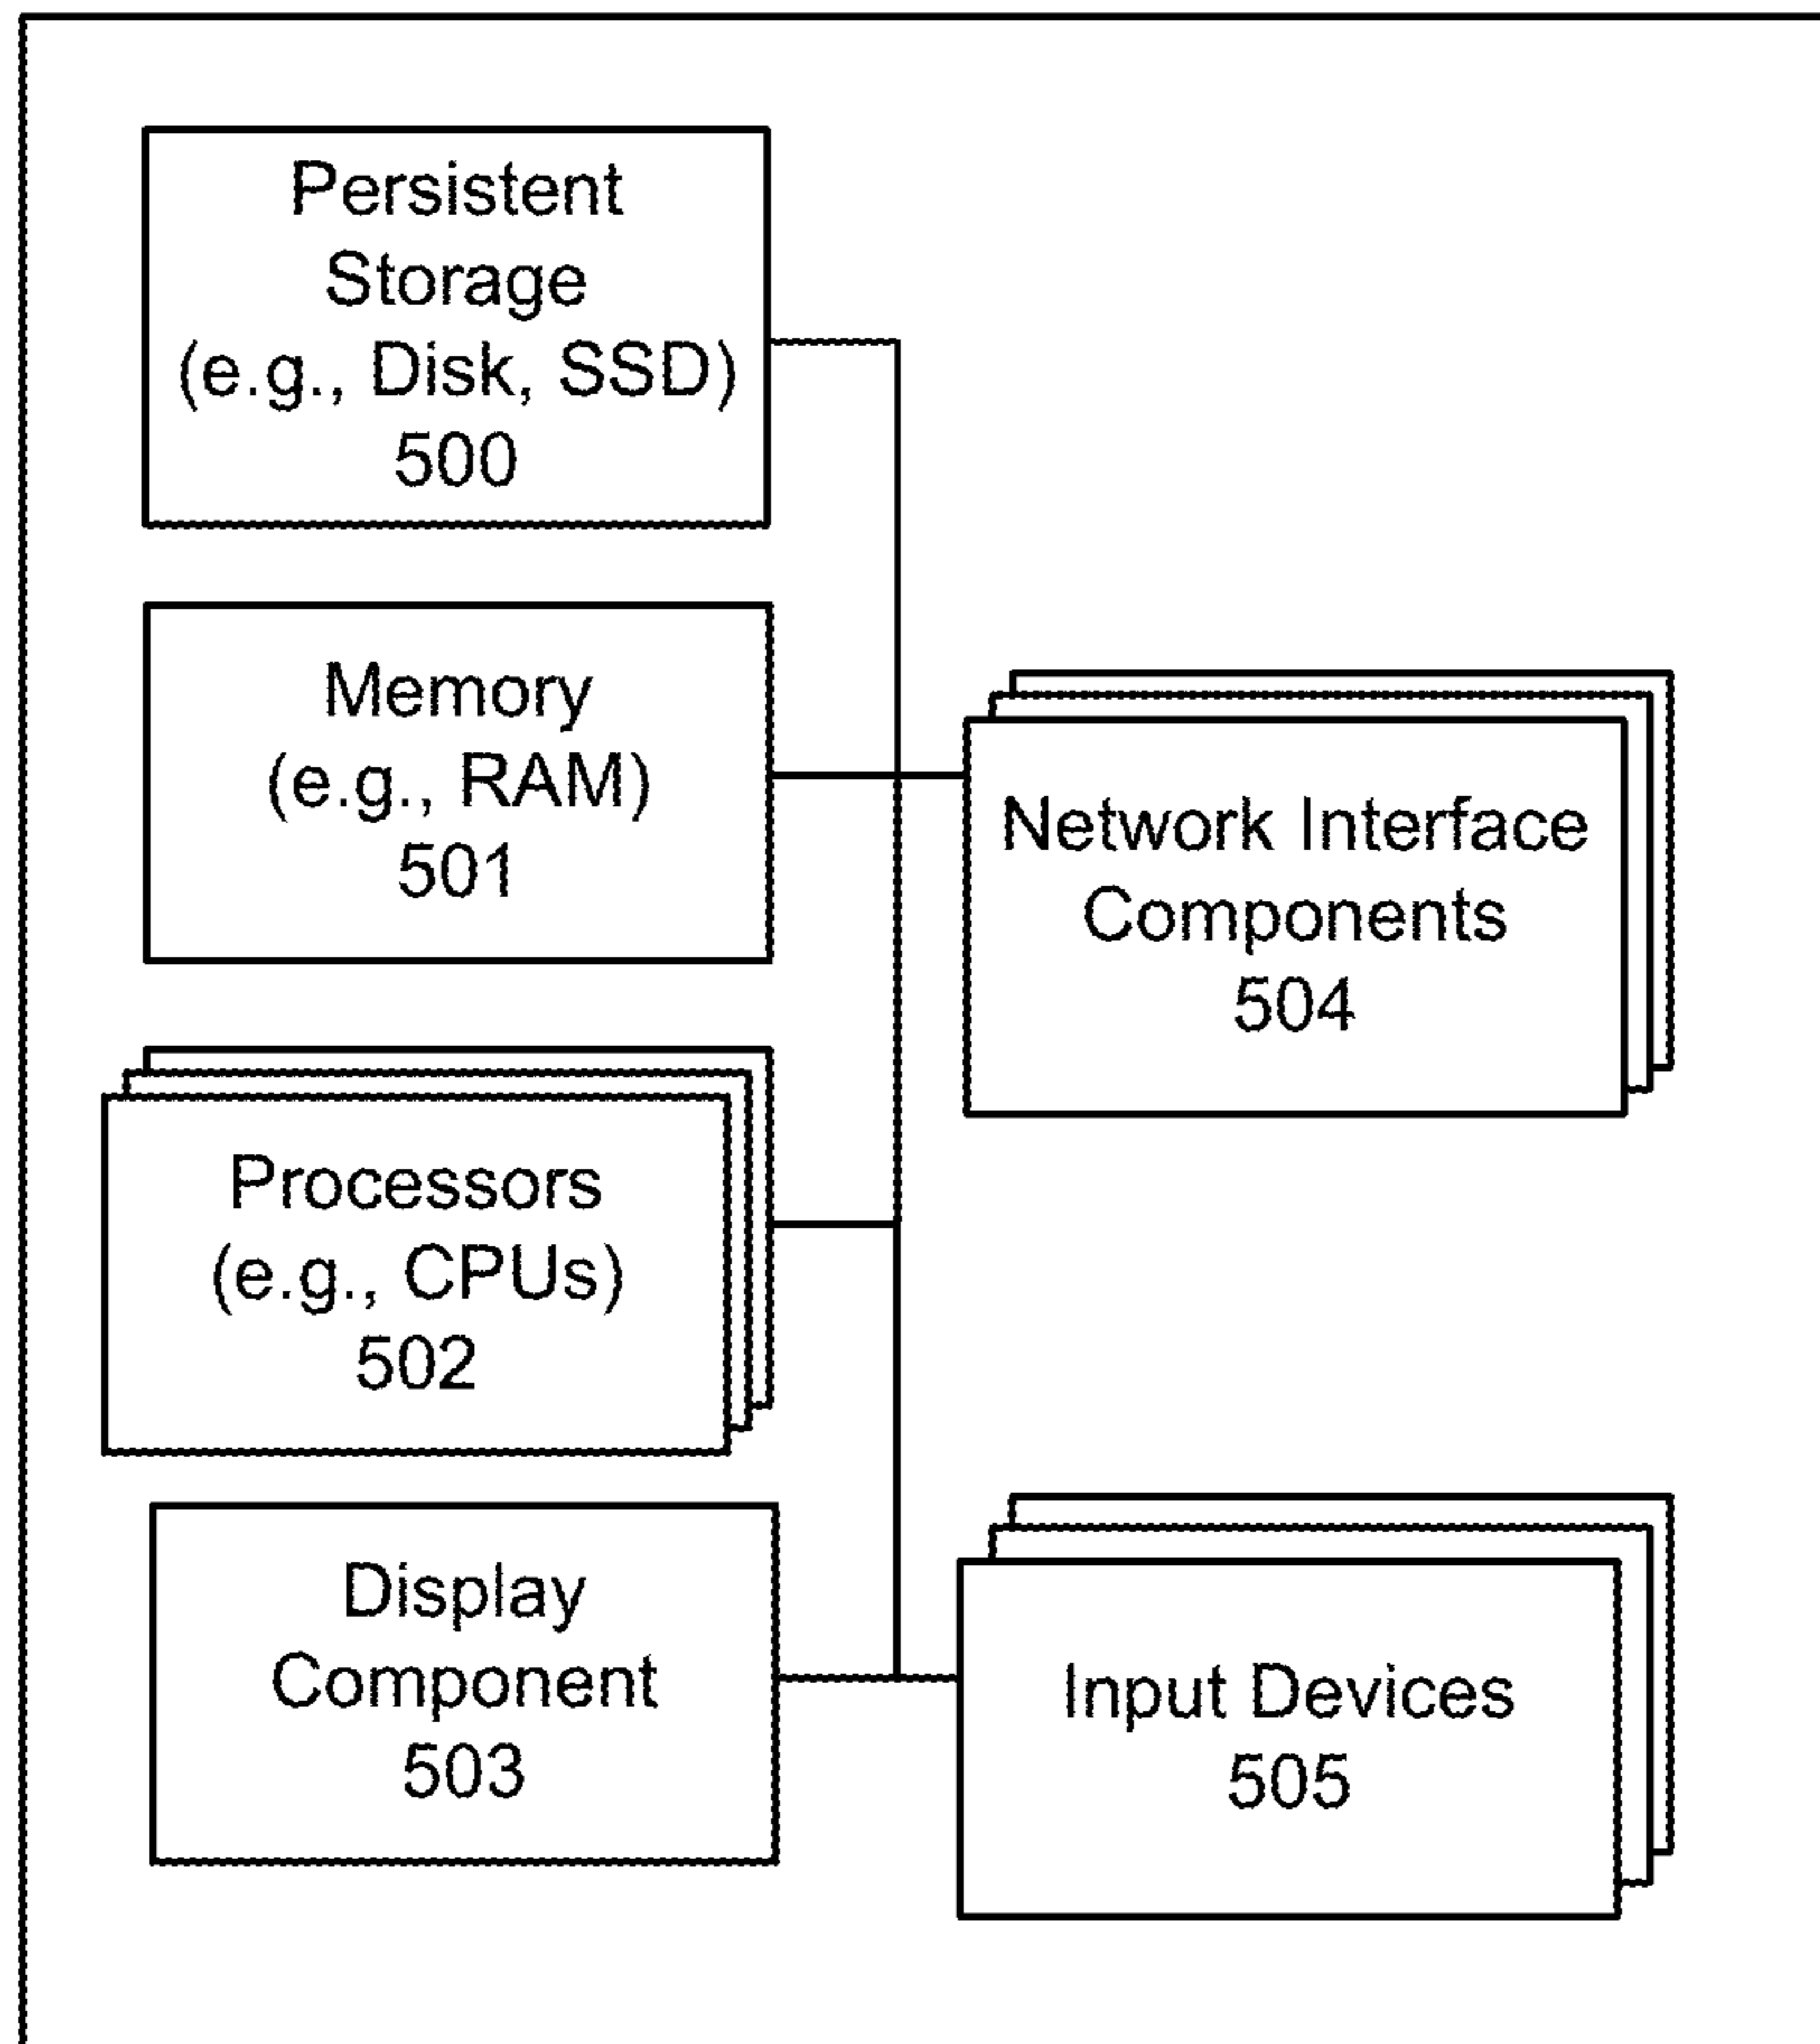 Persistent
Storage
(e.g., Disk, SSD)
500
Memory
(e.g., RAM)
501
Network Interface
Components
504
Processors
(e.g., CPUs)
502
Display
Component
503
Input Devices
505